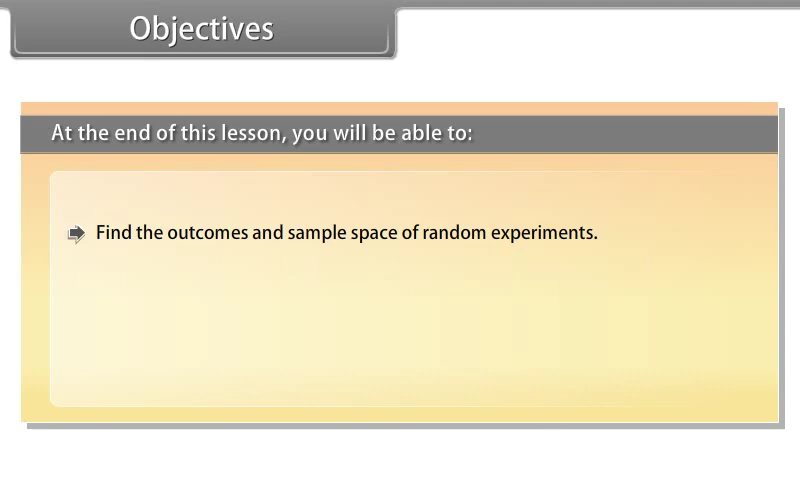 Objectives
At the end of this lesson, you will be able to:
Find the outcomes and sample space of random experiments.